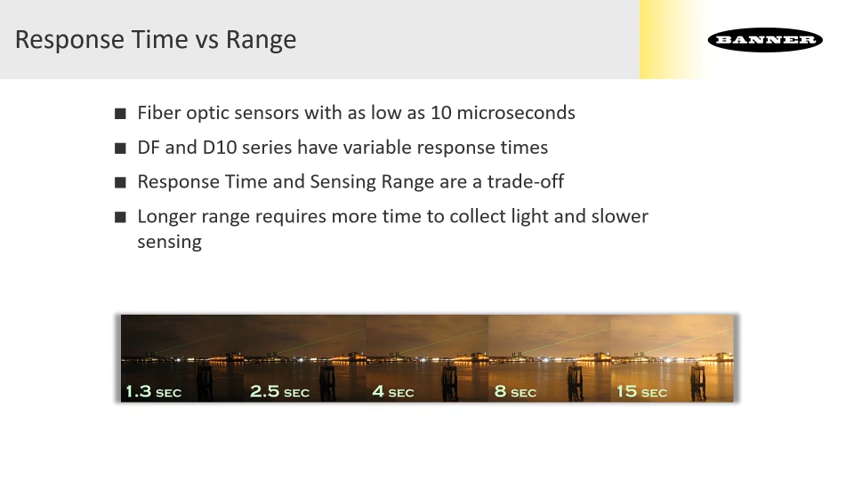 Response Time vs Range
BANNER
■ Fiber optic sensors with as low as 10 microseconds
■ DF and D10 series have variable response times
■ Response Time and Sensing Range are a trade-off
■ Longer range requires more time to collect light and slower
sensing
1.3 SEC 2.5 SEC 4 SEC 8 SEC 15 SEC